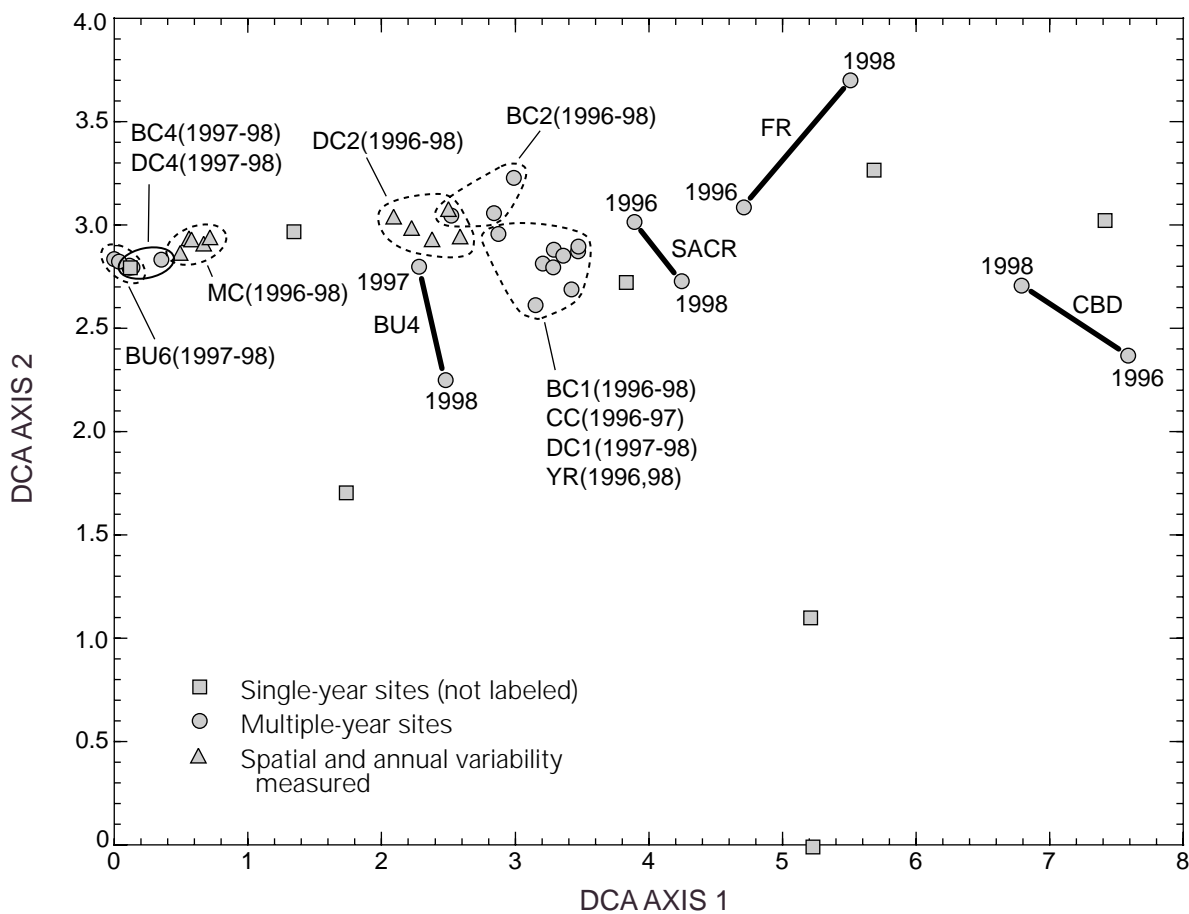 4.0
3.5
3.0
2.5
2.0
1.5
1.0
0.5
0
DCA AXIS 2
0 1 2 3 4 5 6 7 8
DCA AXIS 1
BC4(1997-98)
DC4(1997-98)
BU6(1997-98)
MC(1996-98)
DC2(1996-98)
BC2(1996-98)
1997
BU4
1998
BC1(1996-98)
CC(1996-97)
DC1(1997-98)
YR(1996,98)
1996
SACR
1998
1998
FR
1996
1998
CBD
1996
Single-year sites (not labeled)
Multiple-year sites
Spatial and annual variability
measured